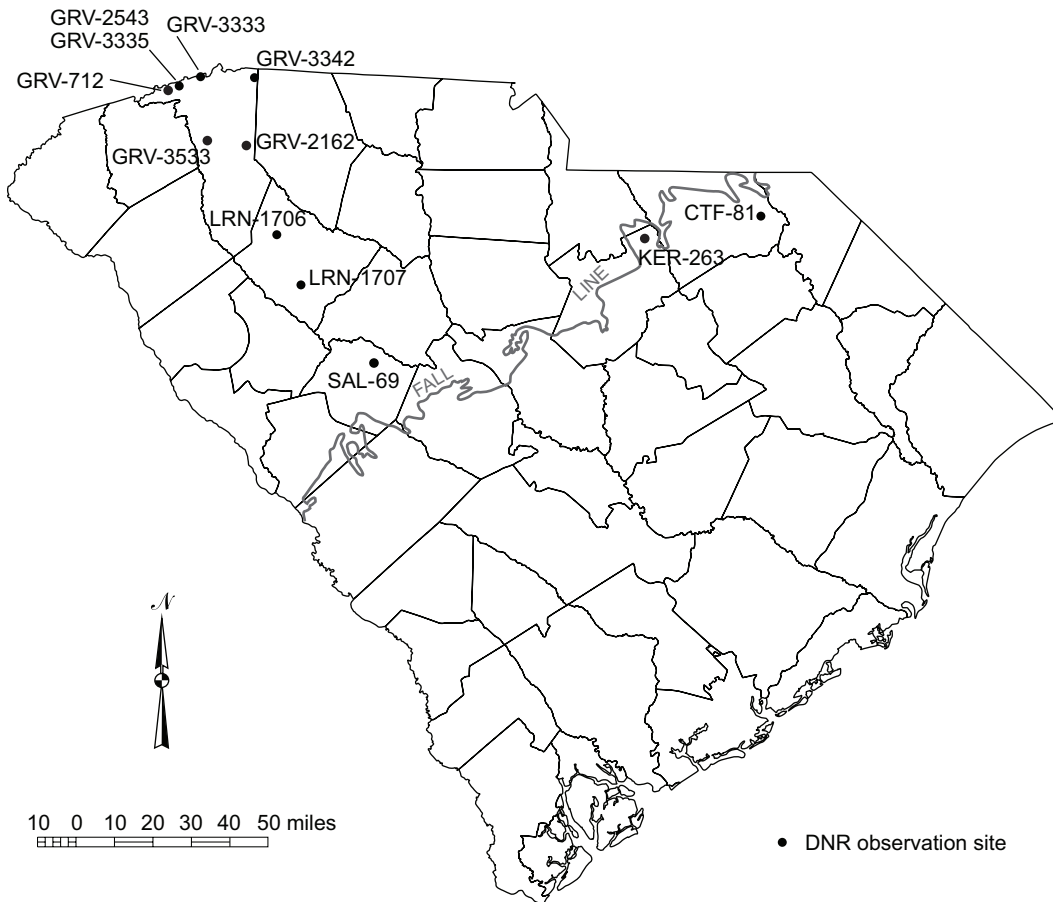 GRV-2543
GRV-3335
GRV-3333
GRV-3342
GRV-712
GRV-3533
GRV-2162
LRN-1706
CTF-81
KER-263
LRN-1707
LINE
SAL-69
FALL
N
10 0 10 20 30 40 50 miles
DNR observation site